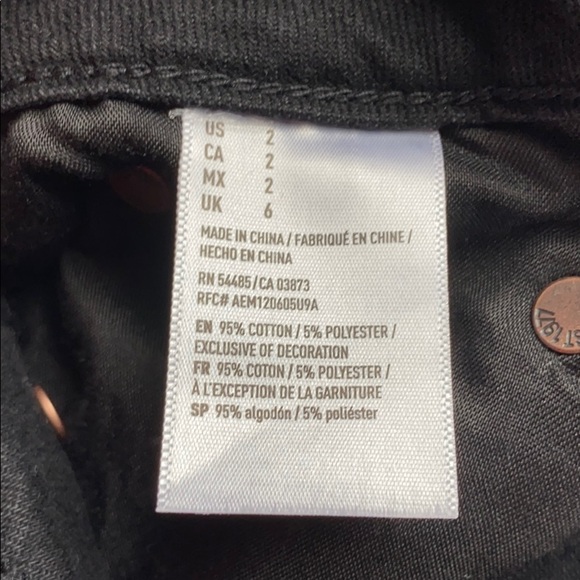 US 2
CA 2
MX 2
UK 6
MADE IN CHINA / FABRIQUÉ EN CHINE /
HECHO EN CHINA
RN 54485/CA 03873
RFC# AEM120605U9A
EN 95% COTTON / 5% POLYESTER /
EXCLUSIVE OF DECORATION
FR 95% COTON / 5% POLYESTER /
À L'EXCEPTION DE LA GARNITURE
SP 95% algodón / 5% poliéster